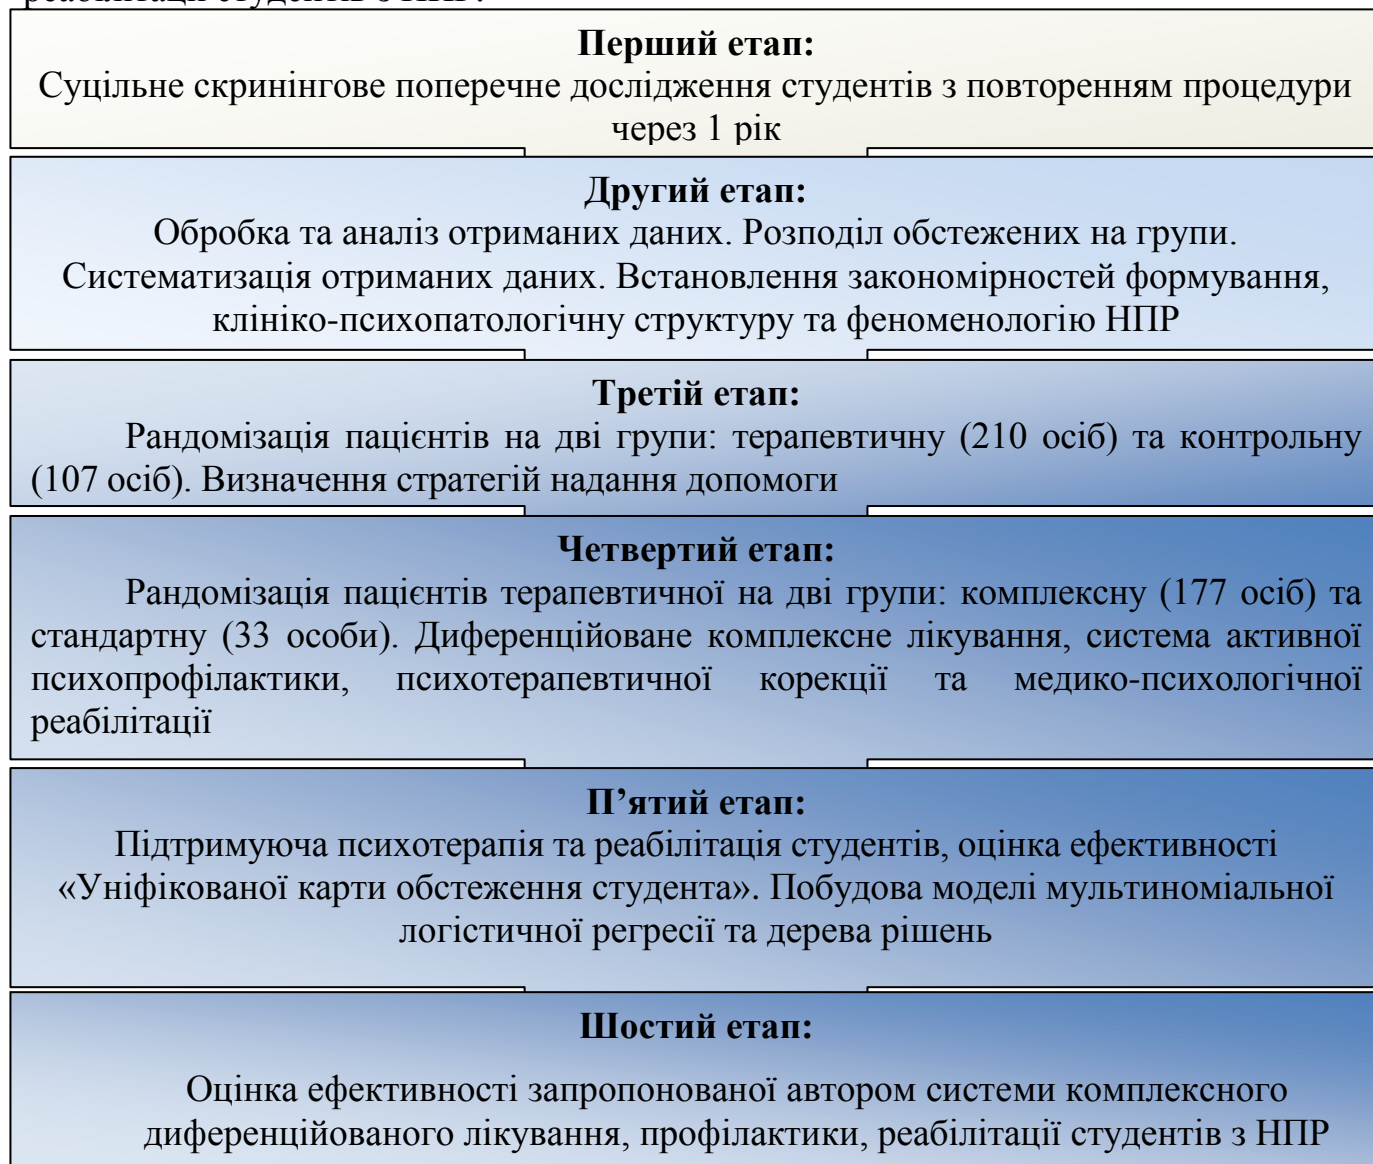 Перший етап:
Суцільне скринінгове поперечне дослідження студентів з повторенням процедури
через 1 рік
Другий етап:
Обробка та аналіз отриманих даних. Розподіл обстежених на групи.
Систематизація отриманих даних. Встановлення закономірностей формування,
клініко-психопатологічну структуру та феноменологію НПР
Третій етап:
Рандомізація пацієнтів на дві групи: терапевтичну (210 осіб) та контрольну
(107 осіб). Визначення стратегій надання допомоги
Четвертий етап:
Рандомізація пацієнтів терапевтичної на дві групи: комплексну (177 осіб) та
стандартну (33 особи). Диференційоване комплексне лікування, система активної
психопрофілактики, психотерапевтичної корекції та медико-психологічної
реабілітації
П’ятий етап:
Підтримуюча психотерапія та реабілітація студентів, оцінка ефективності
«Уніфікованої карти обстеження студента». Побудова моделі мультиноміальної
логістичної регресії та дерева рішень
Шостий етап:
Оцінка ефективності запропонованої автором системи комплексного
диференційованого лікування, профілактики, реабілітації студентів з НПР